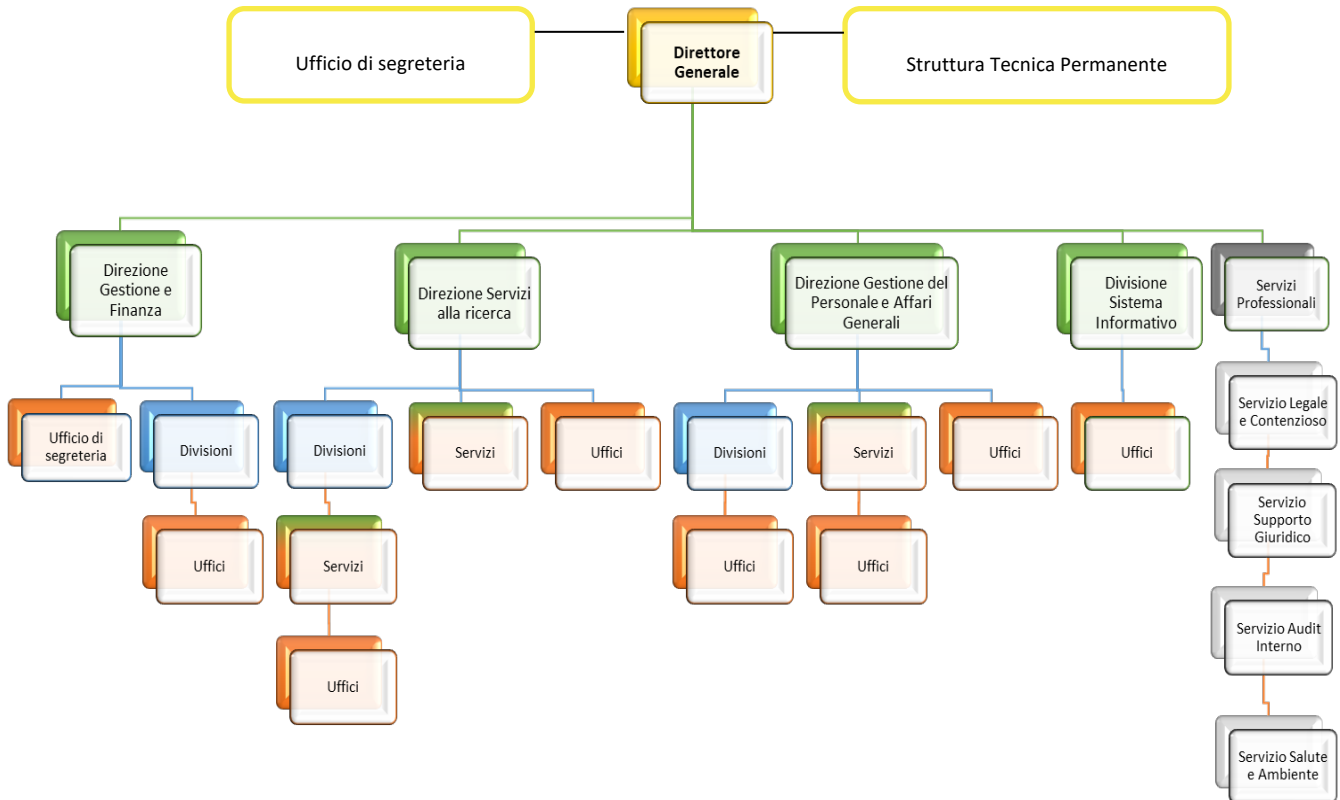 Ufficio di segreteria
Direttore
Generale
Struttura Tecnica Permanente
Direzione
Gestione e
Finanza
Direzione Servizi
alla ricerca
Direzione Gestione del
Personale e Affari
Generali
Divisione
Sistema
Informativo
Servizi
Professionali
Ufficio di
segreteria
Divisioni
Divisioni
Servizi
Uffici
Divisioni
Servizi
Uffici
Uffici
Servizio Legale
e Contenzioso
Uffici
Servizi
Uffici
Uffici
Servizio
Supporto
Giuridico
Uffici
Servizio Audit
Interno
Servizio Salute
e Ambiente